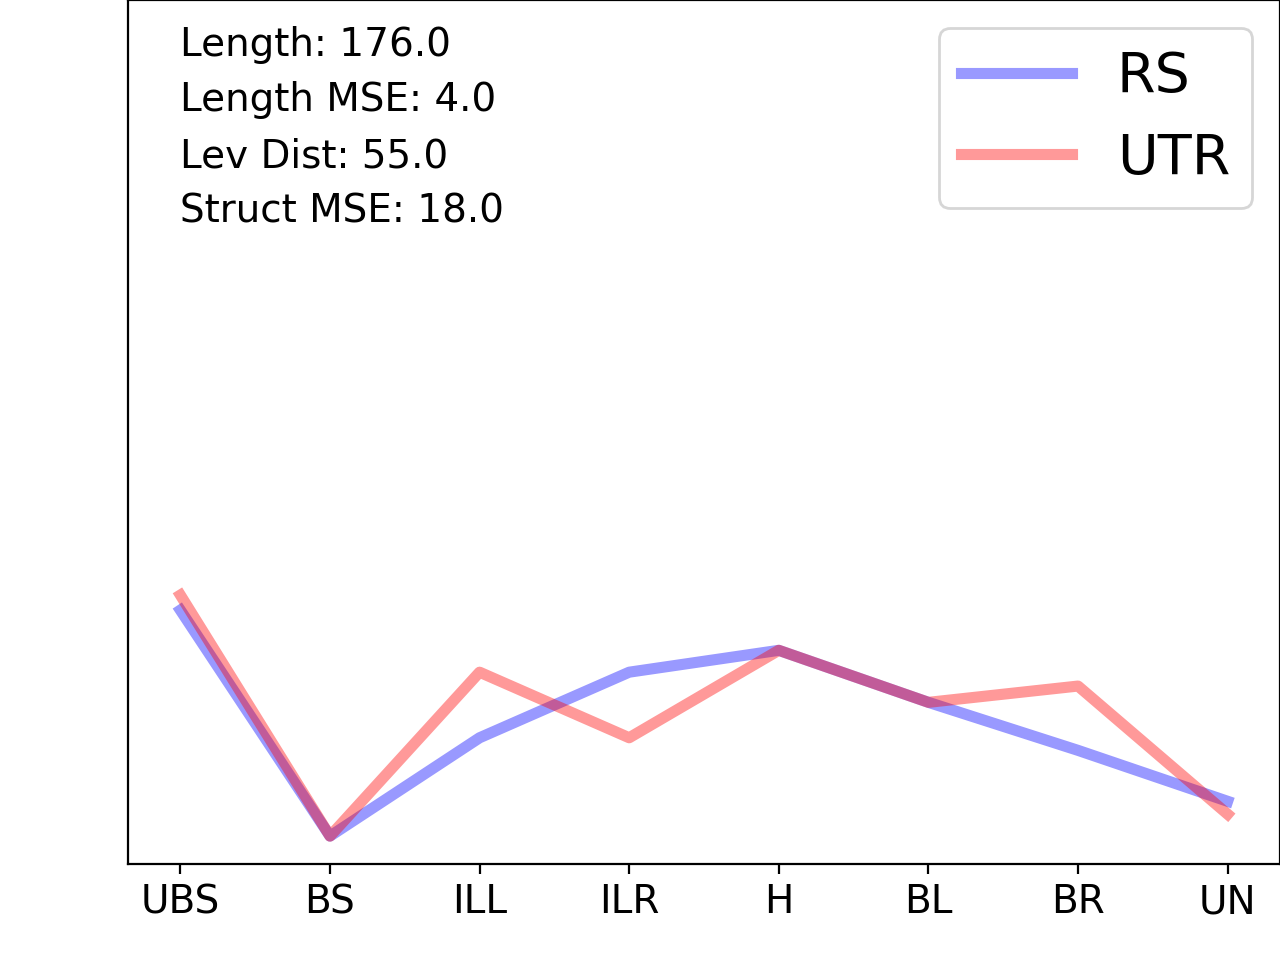 Length: 176.0
Length MSE: 4.0
Lev Dist: 55.0
Struct MSE: 18.0
RS
UTR
UBS BS ILL ILR H BL BR UN